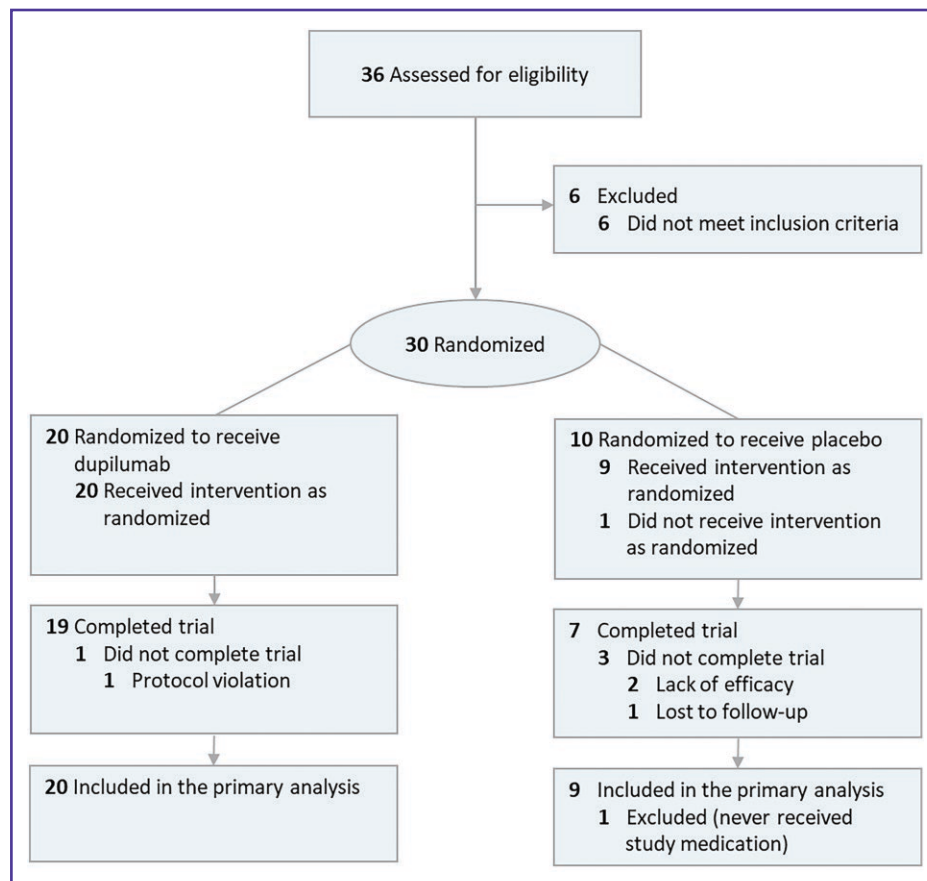 36 Assessed for eligibility
6 Excluded
6 Did not meet inclusion criteria
30 Randomized
20 Randomized to receive
dupilumab
20 Received intervention as
randomized
10 Randomized to receive placebo
9 Received intervention as
randomized
1 Did not receive intervention
as randomized
19 Completed trial
1 Did not complete trial
1 Protocol violation
7 Completed trial
3 Did not complete trial
2 Lack of efficacy
1 Lost to follow-up
20 Included in the primary analysis
9 Included in the primary analysis
1 Excluded (never received
study medication)